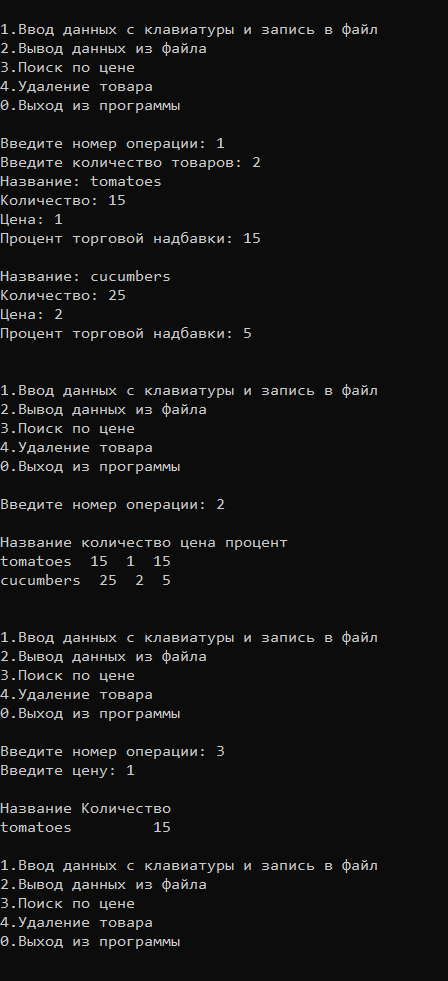 1.Ввод данных с клавиатуры и запись в файл
2.Вывод данных из файла
3.Поиск по цене
4.Удаление товара
0.Выход из программы
Введите номер операции: 1
Введите количество товаров: 2
Название: tomatoes
Количество: 15
Цена: 1
Процент торговой надбавки: 15
Название: cucumbers
Количество: 25
Цена: 2
Процент торговой надбавки: 5
1.Ввод данных с клавиатуры и запись в файл
2.Вывод данных из файла
3.Поиск по цене
4.Удаление товара
0.Выход из программы
Введите номер операции: 2
Название количество цена процент
tomatoes  15  1  15
cucumbers  25  2  5
1.Ввод данных с клавиатуры и запись в файл
2.Вывод данных из файла
3.Поиск по цене
4.Удаление товара
0.Выход из программы
Введите номер операции: 3
Введите цену: 1
Название Количество
tomatoes         15
1.Ввод данных с клавиатуры и запись в файл
2.Вывод данных из файла
3.Поиск по цене
4.Удаление товара
0.Выход из программы